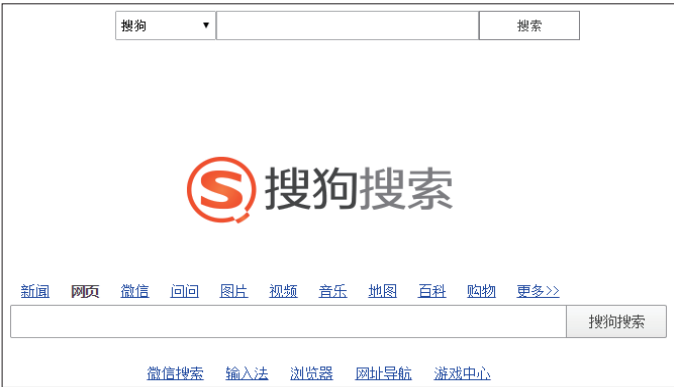 搜狗 搜索
搜狗搜索
新闻 网页 微信 问问 图片 视频 音乐 地图 百科 购物 更多>>
搜狗搜索
微信搜索 输入法 浏览器 网址导航 游戏中心